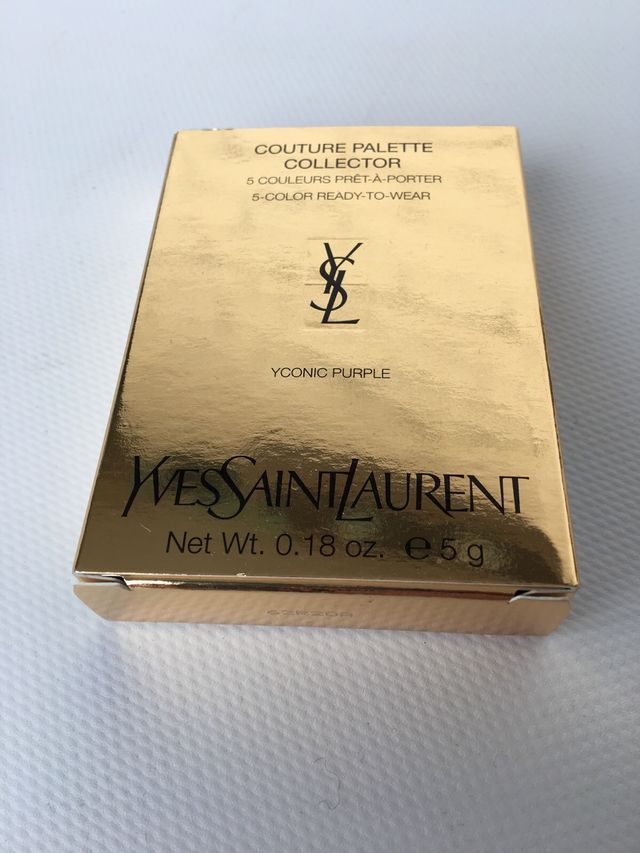 COUTURE PALETTE
COLLECTOR
5 COULEURS PRÊT-À-PORTER
5-COLOR READY-TO-WEAR
YSL
YCONIC PURPLE
YVESSAINTLAURENT
Net Wt. 0.18 oz. ℮ 5 g